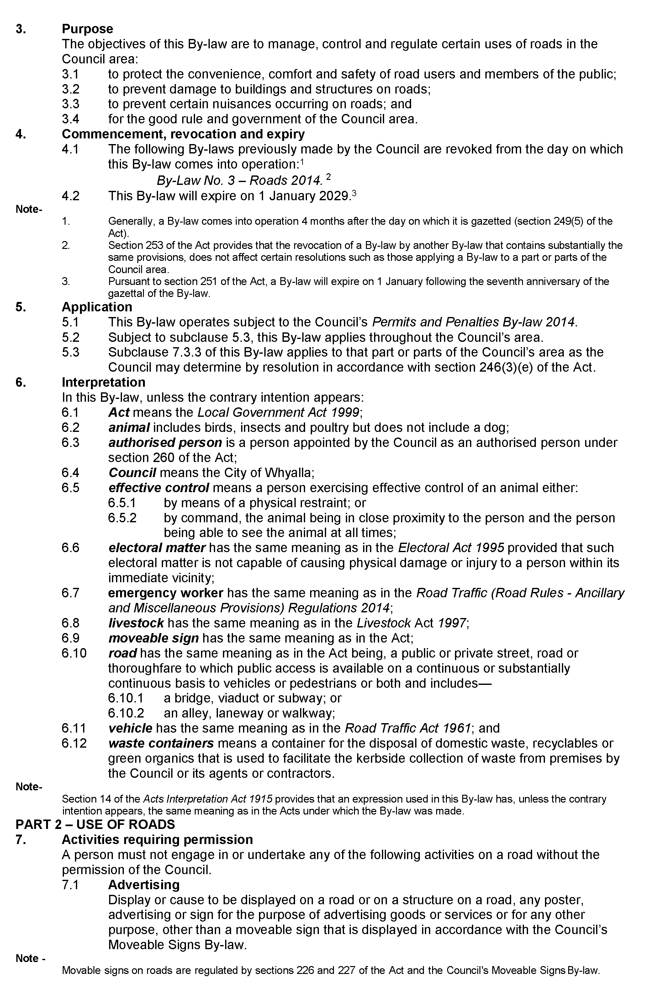 3. Purpose
The objectives of this By-law are to manage, control and regulate certain uses of roads in the
Council area:
3.1 to protect the convenience, comfort and safety of road users and members of the public;
3.2 to prevent damage to buildings and structures on roads;
3.3 to prevent certain nuisances occurring on roads; and
3.4 for the good rule and government of the Council area.
4. Commencement, revocation and expiry
4.1 The following By-laws previously made by the Council are revoked from the day on which
this By-law comes into operation:¹
By-Law No. 3 – Roads 2014. ²
4.2 This By-law will expire on 1 January 2029.³
Note-
1. Generally, a By-law comes into operation 4 months after the day on which it is gazetted (section 249(5) of the
Act).
2. Section 253 of the Act provides that the revocation of a By-law by another By-law that contains substantially the
same provisions, does not affect certain resolutions such as those applying a By-law to a part or parts of the
Council area.
3. Pursuant to section 251 of the Act, a By-law will expire on 1 January following the seventh anniversary of the
gazettal of the By-law.
5. Application
5.1 This By-law operates subject to the Council’s Permits and Penalties By-law 2014.
5.2 Subject to subclause 5.3, this By-law applies throughout the Council’s area.
5.3 Subclause 7.3.3 of this By-law applies to that part or parts of the Council’s area as the
Council may determine by resolution in accordance with section 246(3)(e) of the Act.
6. Interpretation
In this By-law, unless the contrary intention appears:
6.1 Act means the Local Government Act 1999;
6.2 animal includes birds, insects and poultry but does not include a dog;
6.3 authorised person is a person appointed by the Council as an authorised person under
section 260 of the Act;
6.4 Council means the City of Whyalla;
6.5 effective control means a person exercising effective control of an animal either:
6.5.1 by means of a physical restraint; or
6.5.2 by command, the animal being in close proximity to the person and the person
being able to see the animal at all times;
6.6 electoral matter has the same meaning as in the Electoral Act 1995 provided that such
electoral matter is not capable of causing physical damage or injury to a person within its
immediate vicinity;
6.7 emergency worker has the same meaning as in the Road Traffic (Road Rules - Ancillary
and Miscellaneous Provisions) Regulations 2014;
6.8 livestock has the same meaning as in the Livestock Act 1997;
6.9 moveable sign has the same meaning as in the Act;
6.10 road has the same meaning as in the Act being, a public or private street, road or
thoroughfare to which public access is available on a continuous or substantially
continuous basis to vehicles or pedestrians or both and includes—
6.10.1 a bridge, viaduct or subway; or
6.10.2 an alley, laneway or walkway;
6.11 vehicle has the same meaning as in the Road Traffic Act 1961; and
6.12 waste containers means a container for the disposal of domestic waste, recyclables or
green organics that is used to facilitate the kerbside collection of waste from premises by
the Council or its agents or contractors.
Note-
Section 14 of the Acts Interpretation Act 1915 provides that an expression used in this By-law has, unless the contrary
intention appears, the same meaning as in the Acts under which the By-law was made.
PART 2 – USE OF ROADS
7. Activities requiring permission
A person must not engage in or undertake any of the following activities on a road without the
permission of the Council.
7.1 Advertising
Display or cause to be displayed on a road or on a structure on a road, any poster,
advertising or sign for the purpose of advertising goods or services or for any other
purpose, other than a moveable sign that is displayed in accordance with the Council’s
Moveable Signs By-law.
Note -
Movable signs on roads are regulated by sections 226 and 227 of the Act and the Council's Moveable Signs By-law.